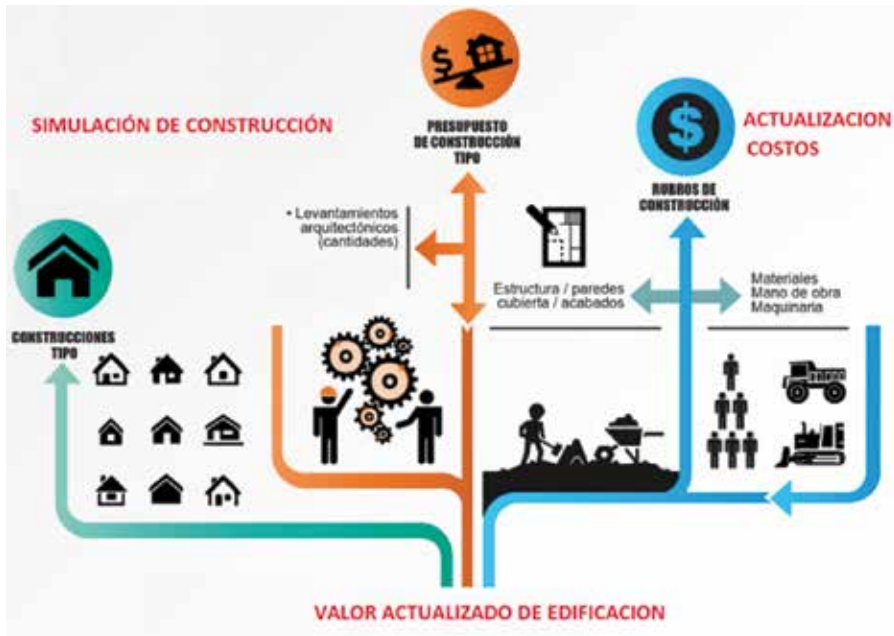 SIMULACIÓN DE CONSTRUCCIÓN
PRESUPUESTO
DE CONSTRUCCIÓN
TIPO
ACTUALIZACION
COSTOS
RUBROS DE
CONSTRUCCIÓN
• Levantamientos
arquitectónicos
(cantidades)
Estructura / paredes
cubierta / acabados
Materiales
Mano de obra
Maquinaria
CONSTRUCCIONES
TIPO
VALOR ACTUALIZADO DE EDIFICACION